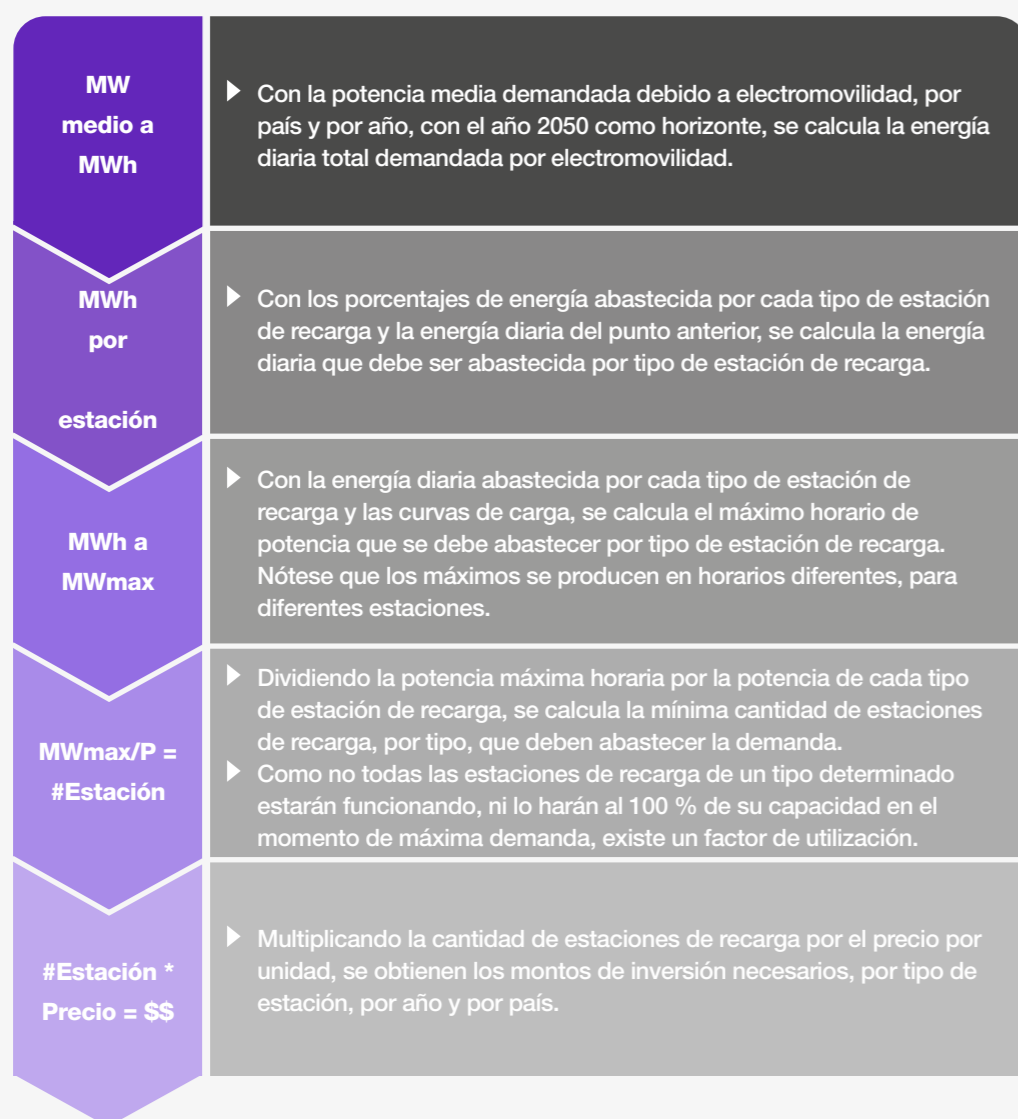 MW
medio a
MWh
Con la potencia media demandada debido a electromovilidad, por
país y por año, con el año 2050 como horizonte, se calcula la energía
diaria total demandada por electromovilidad.
MWh
por
estación
Con los porcentajes de energía abastecida por cada tipo de estación
de recarga y la energía diaria del punto anterior, se calcula la energía
diaria que debe ser abastecida por tipo de estación de recarga.
MWh a
MWmax
Con la energía diaria abastecida por cada tipo de estación de
recarga y las curvas de carga, se calcula el máximo horario de
potencia que se debe abastecer por tipo de estación de recarga.
Nótese que los máximos se producen en horarios diferentes, para
diferentes estaciones.
MWmax/P =
#Estación
Dividiendo la potencia máxima horaria por la potencia de cada tipo
de estación de recarga, se calcula la mínima cantidad de estaciones
de recarga, por tipo, que deben abastecer la demanda.
Como no todas las estaciones de recarga de un tipo determinado
estarán funcionando, ni lo harán al 100 % de su capacidad en el
momento de máxima demanda, existe un factor de utilización.
#Estación *
Precio = $$
Multiplicando la cantidad de estaciones de recarga por el precio por
unidad, se obtienen los montos de inversión necesarios, por tipo de
estación, por año y por país.